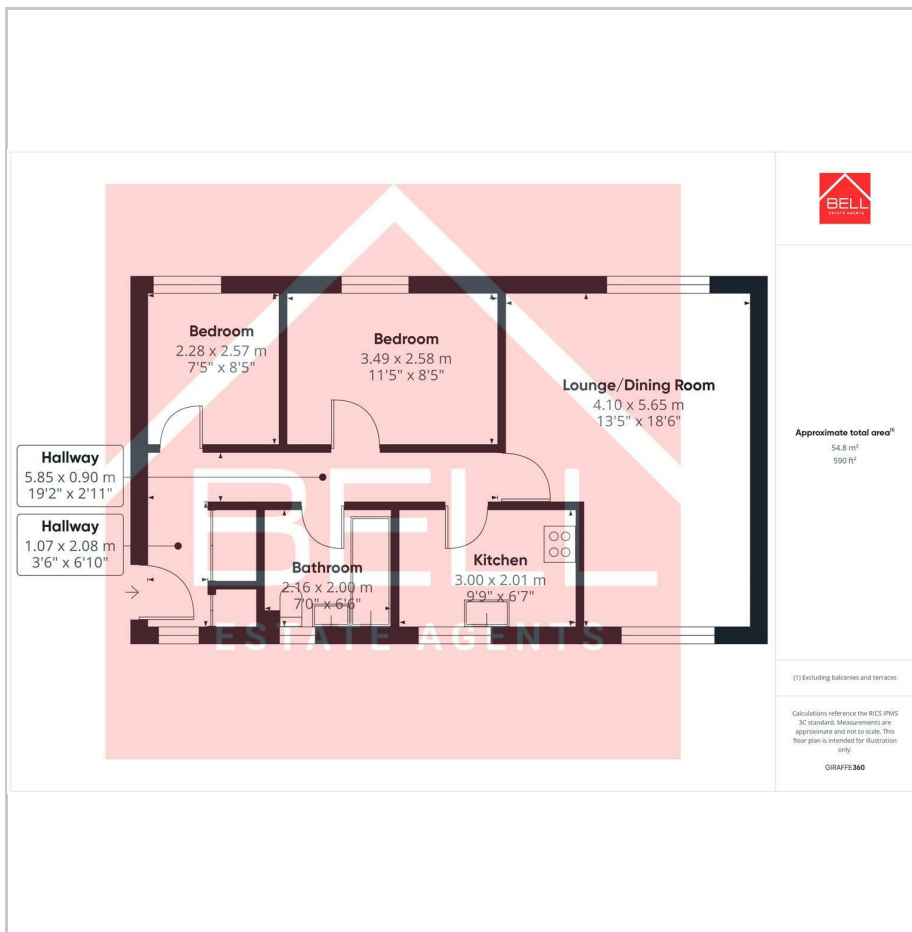 BELL
ESTATE AGENTS
Bedroom
2.28 x 2.57 m
7'5" x 8'5"
Bedroom
3.49 x 2.58 m
11'5" x 8'5"
Lounge/Dining Room
4.10 x 5.65 m
13'5" x 18'6"
Hallway
5.85 x 0.90 m
19'2" x 2'11"
Hallway
1.07 x 2.08 m
3'6" x 6'10"
Bathroom
2.16 x 2.00 m
7'0" x 6'6"
Kitchen
3.00 x 2.01 m
9'9" x 6'7"
BELL
ESTATE AGENTS
Approximate total area(1)
54.8 m²
590 ft²
(1) Excluding balconies and terraces
Calculations reference the RICS IPMS
3C standard. Measurements are
approximate and not to scale. This
floor plan is intended for illustration
only.
GIRAFFE360